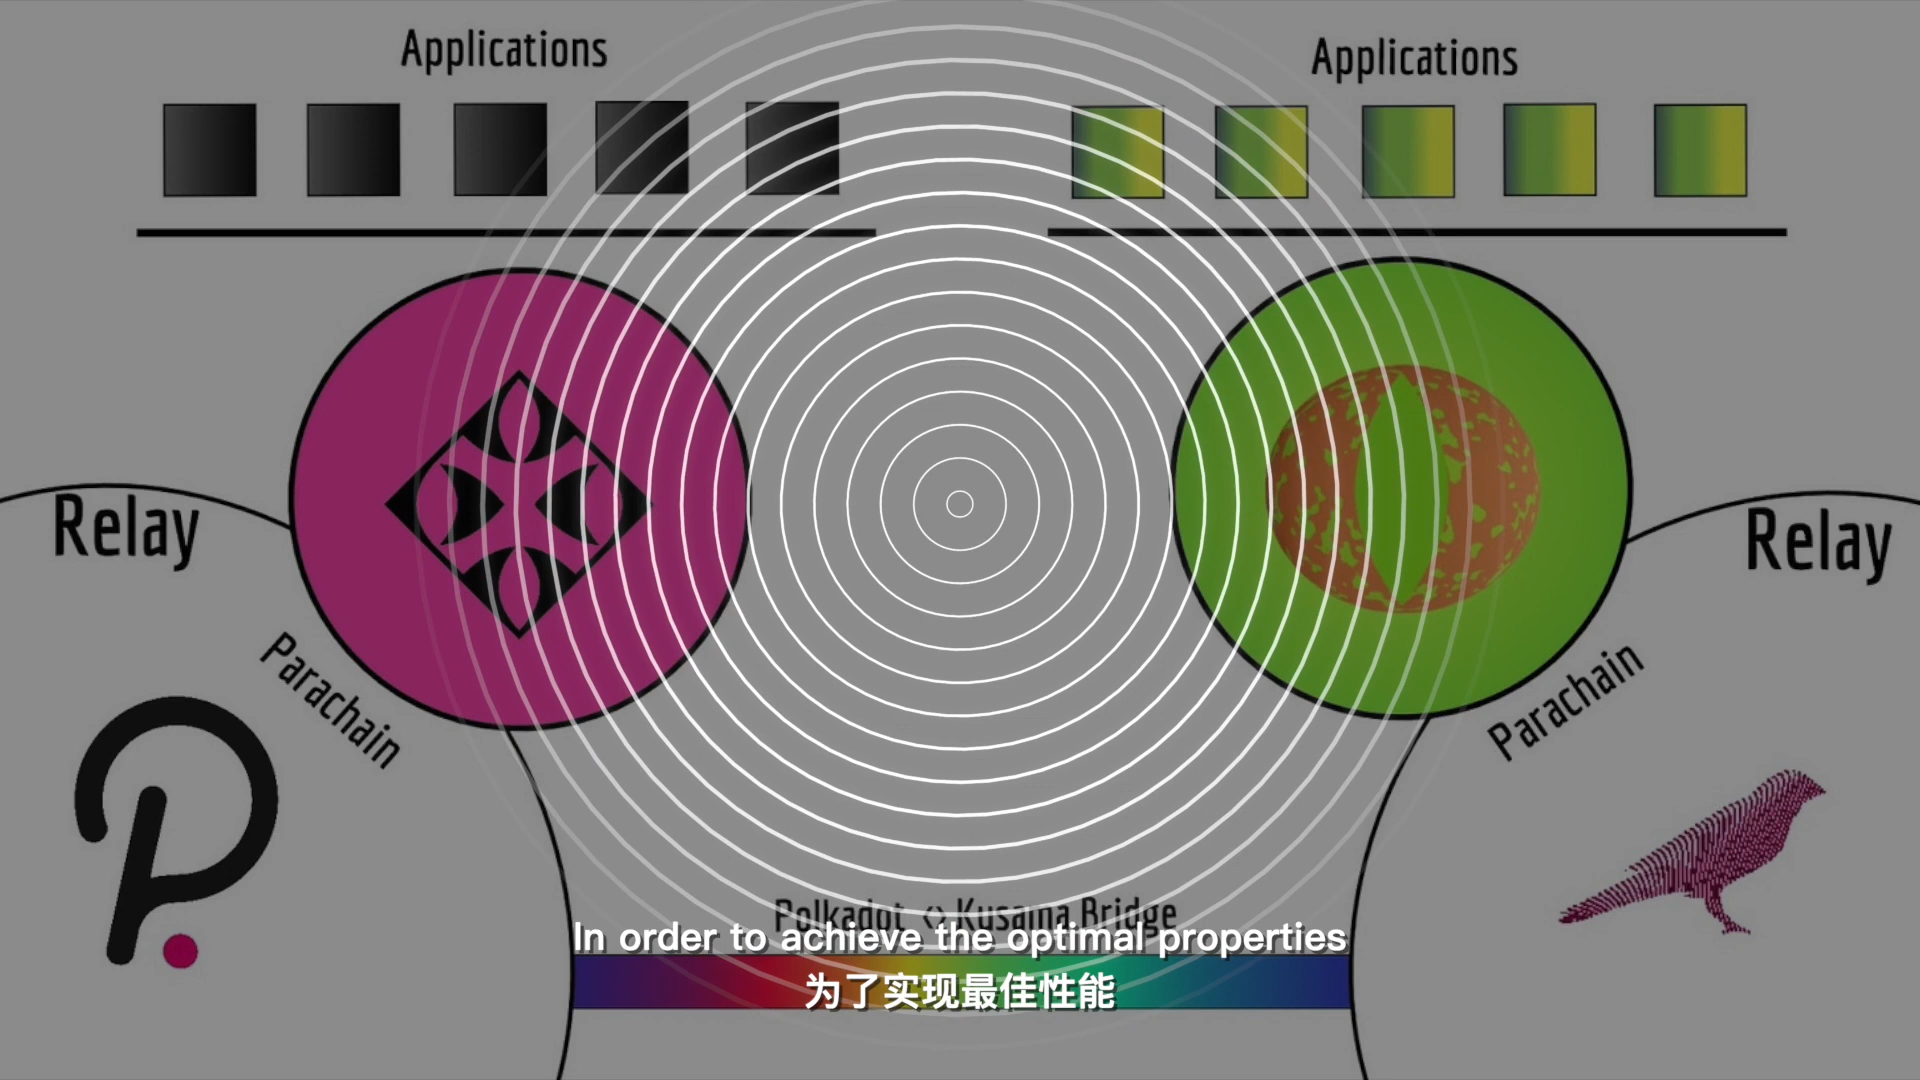 Applications
Applications
Relay
Relay
Parachain
Parachain
Polkadot <> Kusama Bridge
In order to achieve the optimal properties
为了实现最佳性能